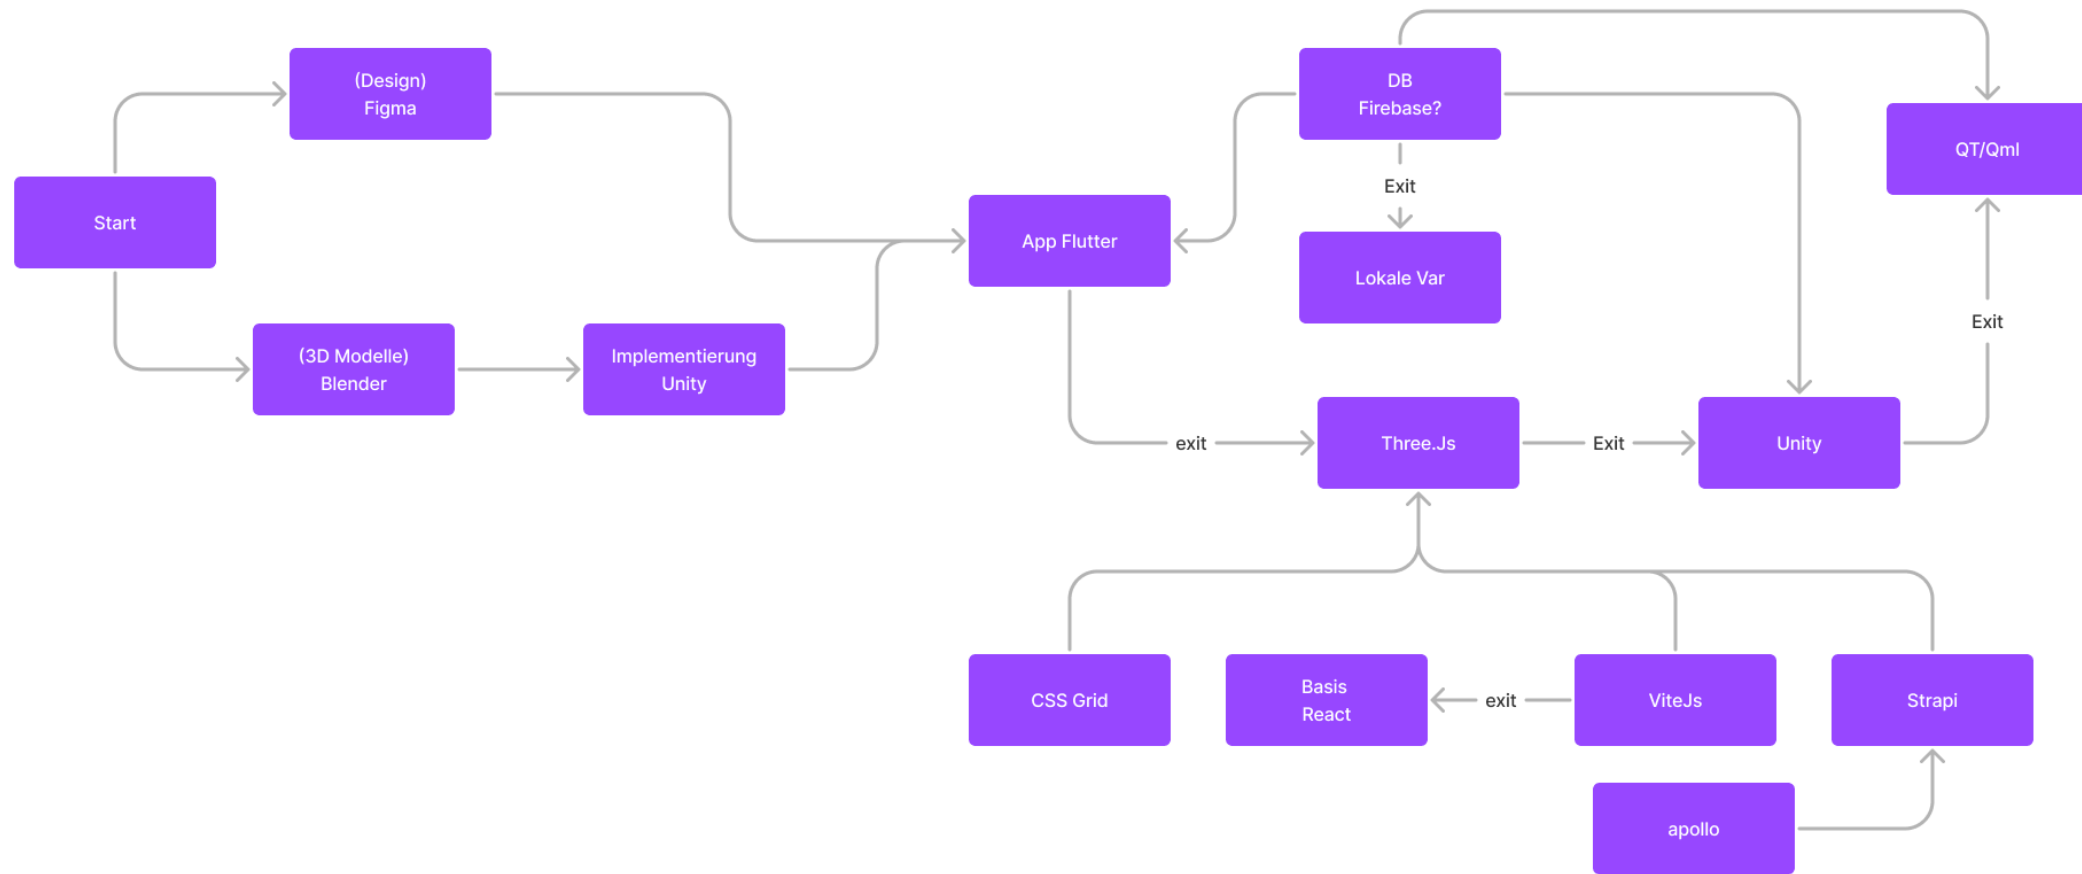 (Design)
Figma
DB
Firebase?
QT/Qml
Start
Exit
App Flutter
Lokale Var
Exit
(3D Modelle)
Blender
Implementierung
Unity
exit
Three.Js
Exit
Unity
CSS Grid
Basis
React
exit
ViteJs
Strapi
apollo